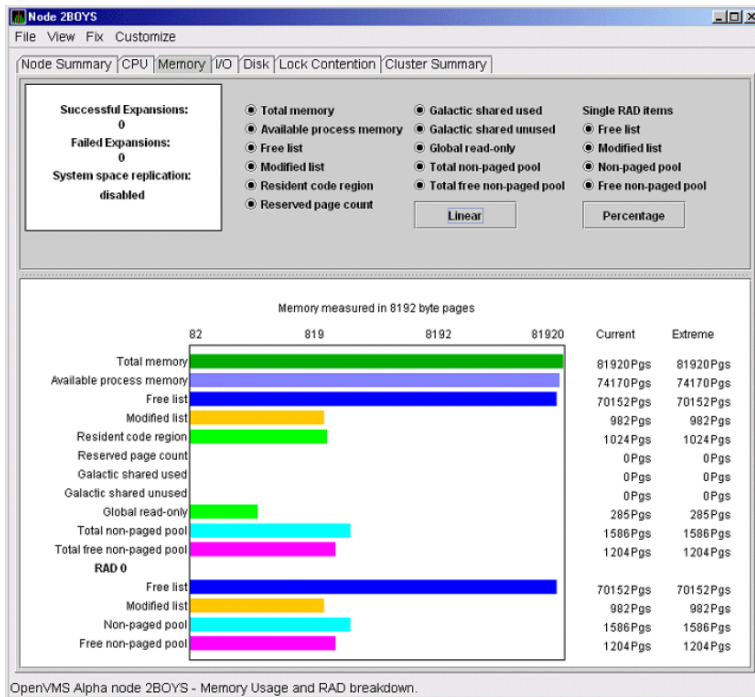 Node 2BOYS
File View Fix Customize
Node Summary CPU Memory I/O Disk Lock Contention Cluster Summary
Successful Expansions:
0
Failed Expansions:
0
System space replication:
disabled
Total memory
Available process memory
Free list
Modified list
Resident code region
Reserved page count
Galactic shared used
Galactic shared unused
Global read-only
Total non-paged pool
Total free non-paged pool
Linear
Single RAD items
Free list
Modified list
Non-paged pool
Free non-paged pool
Percentage
Memory measured in 8192 byte pages
82 819 8192 81920 Current Extreme
Total memory 81920Pgs 81920Pgs
Available process memory 74170Pgs 74170Pgs
Free list 70152Pgs 70152Pgs
Modified list 982Pgs 982Pgs
Resident code region 1024Pgs 1024Pgs
Reserved page count 0Pgs 0Pgs
Galactic shared used 0Pgs 0Pgs
Galactic shared unused 0Pgs 0Pgs
Global read-only 285Pgs 285Pgs
Total non-paged pool 1586Pgs 1586Pgs
Total free non-paged pool 1204Pgs 1204Pgs
RAD 0
Free list 70152Pgs 70152Pgs
Modified list 982Pgs 982Pgs
Non-paged pool 1586Pgs 1586Pgs
Free non-paged pool 1204Pgs 1204Pgs
OpenVMS Alpha node 2BOYS - Memory Usage and RAD breakdown.